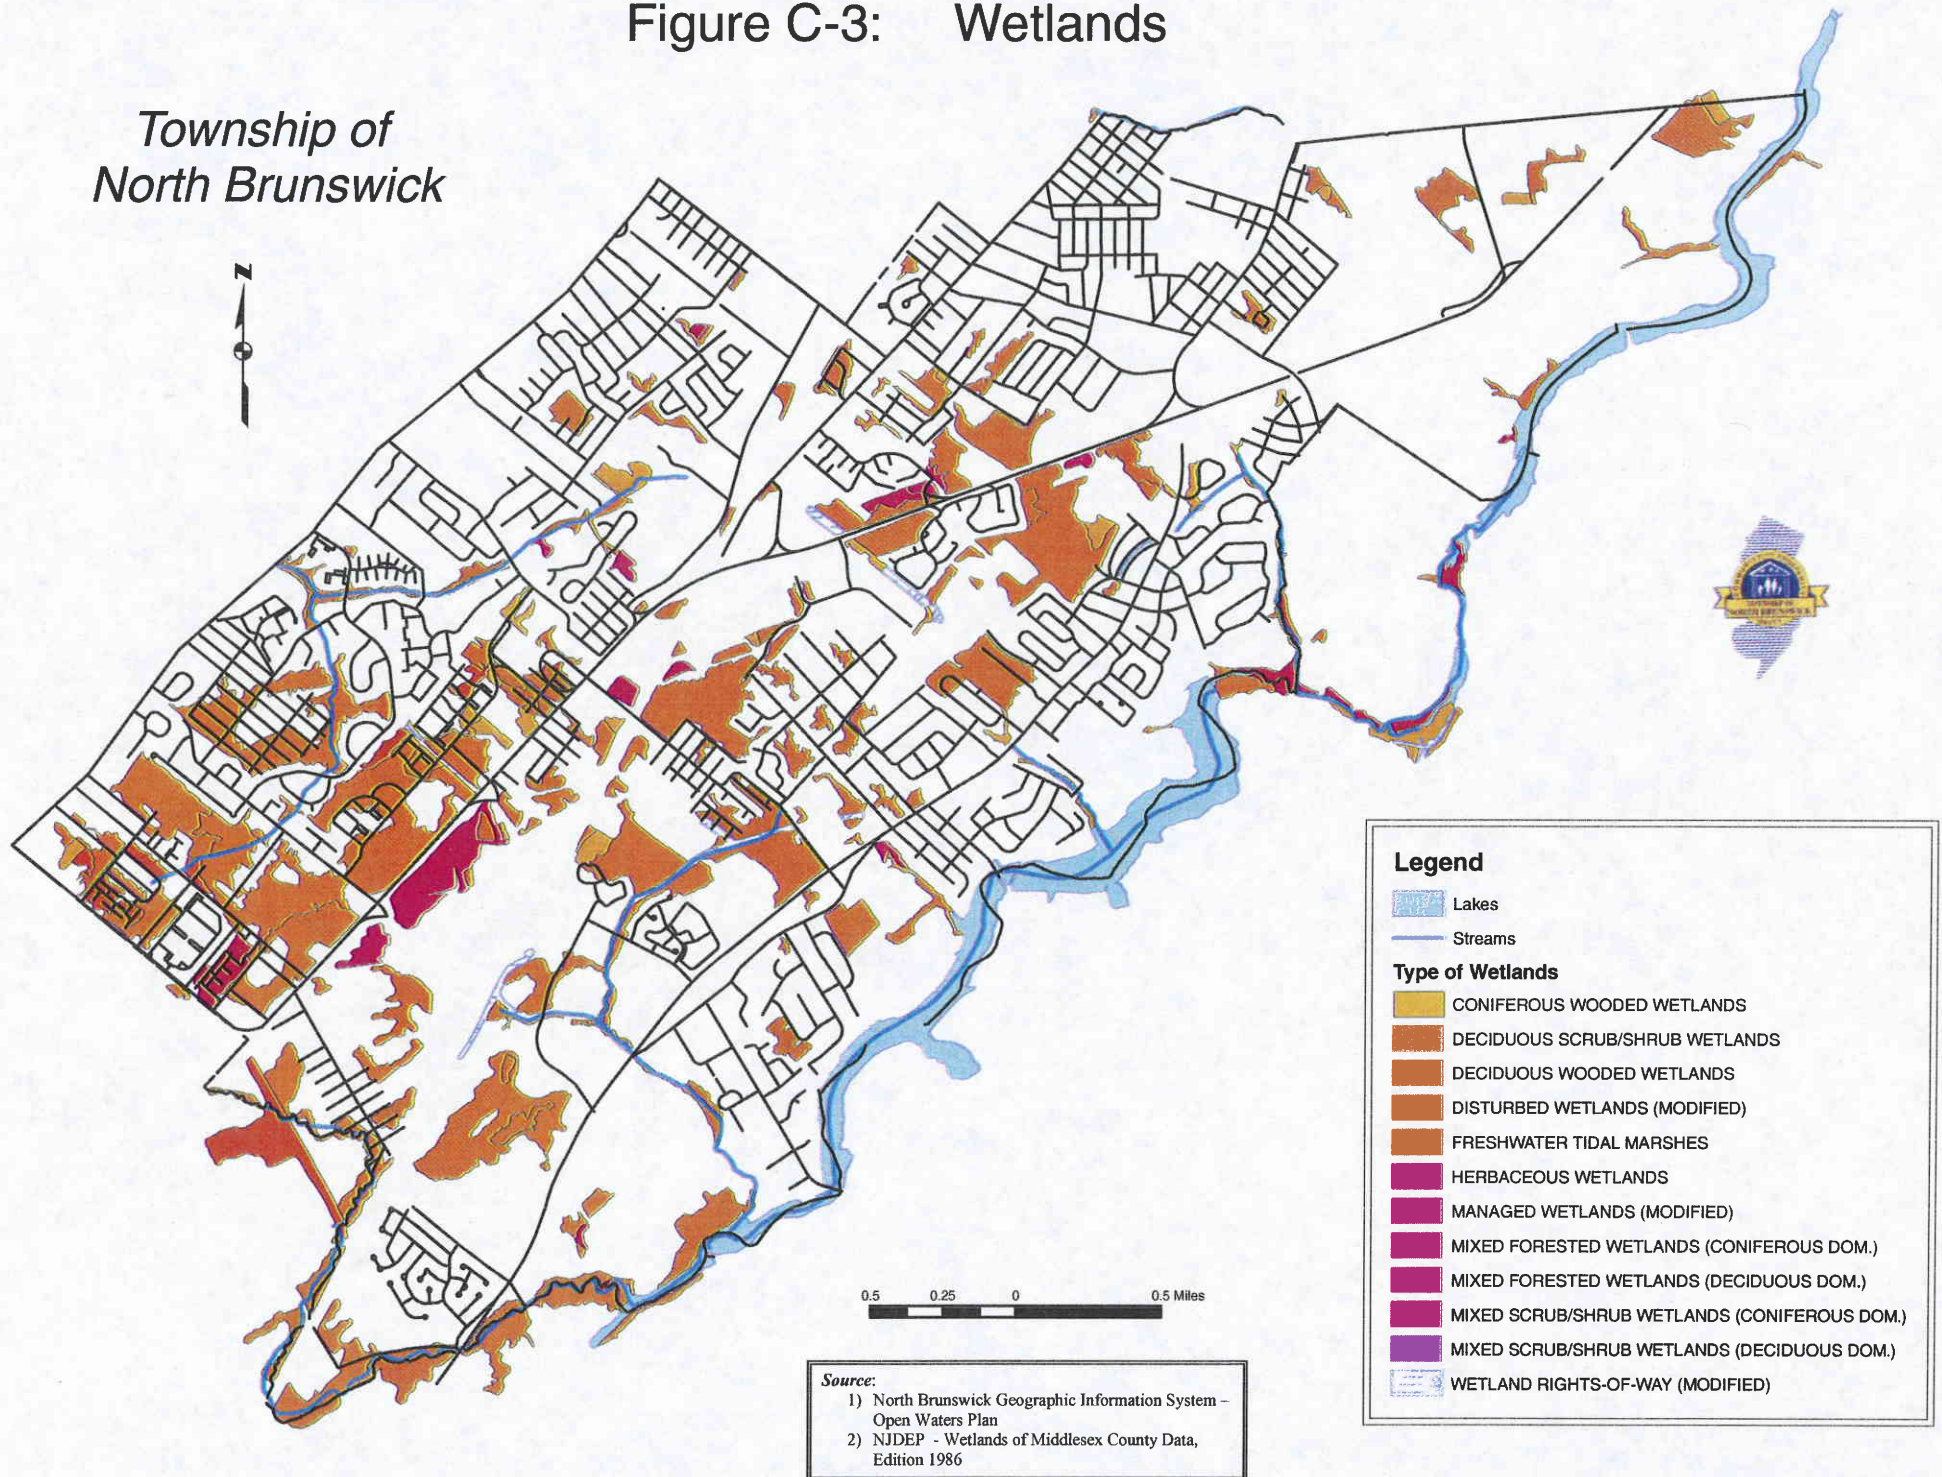 Figure C-3: Wetlands
Township of
North Brunswick
N
Legend
Lakes
Streams
Type of Wetlands
CONIFEROUS WOODED WETLANDS
DECIDUOUS SCRUB/SHRUB WETLANDS
DECIDUOUS WOODED WETLANDS
DISTURBED WETLANDS (MODIFIED)
FRESHWATER TIDAL MARSHES
HERBACEOUS WETLANDS
MANAGED WETLANDS (MODIFIED)
MIXED FORESTED WETLANDS (CONIFEROUS DOM.)
MIXED FORESTED WETLANDS (DECIDUOUS DOM.)
MIXED SCRUB/SHRUB WETLANDS (CONIFEROUS DOM.)
MIXED SCRUB/SHRUB WETLANDS (DECIDUOUS DOM.)
WETLAND RIGHTS-OF-WAY (MODIFIED)
0.5 0.25 0 0.5 Miles
Source:
1) North Brunswick Geographic Information System –
Open Waters Plan
2) NJDEP - Wetlands of Middlesex County Data,
Edition 1986